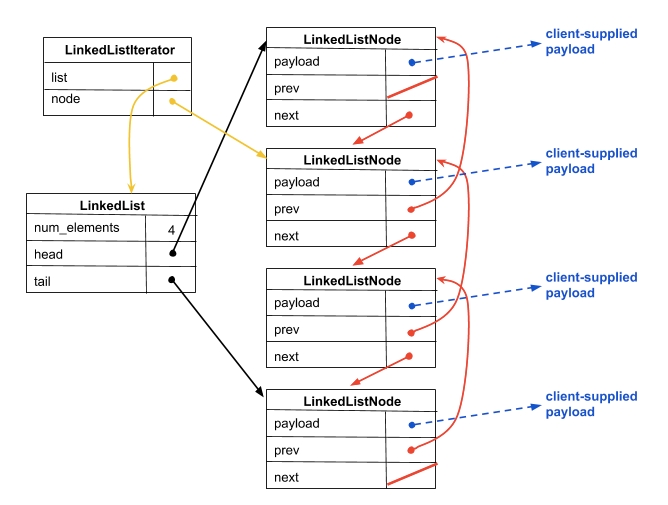 LinkedListIterator
list
node
LinkedList
num_elements 4
head
tail
LinkedListNode
payload
prev
next
client-supplied
payload
LinkedListNode
payload
prev
next
client-supplied
payload
LinkedListNode
payload
prev
next
client-supplied
payload
LinkedListNode
payload
prev
next
client-supplied
payload